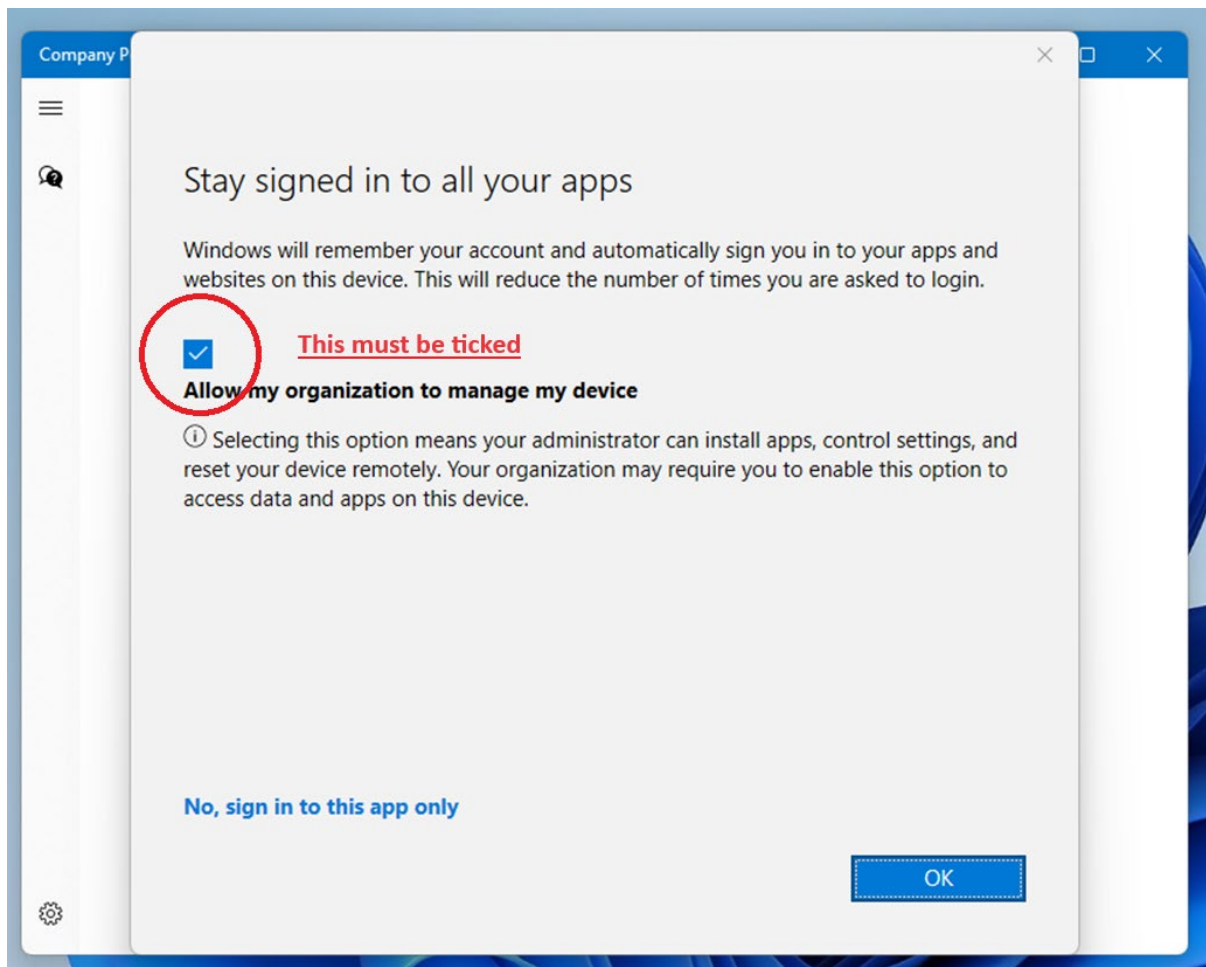 Company P
Stay signed in to all your apps
Windows will remember your account and automatically sign you in to your apps and
websites on this device. This will reduce the number of times you are asked to login.
This must be ticked
Allow my organization to manage my device
Selecting this option means your administrator can install apps, control settings, and
reset your device remotely. Your organization may require you to enable this option to
access data and apps on this device.
No, sign in to this app only
OK